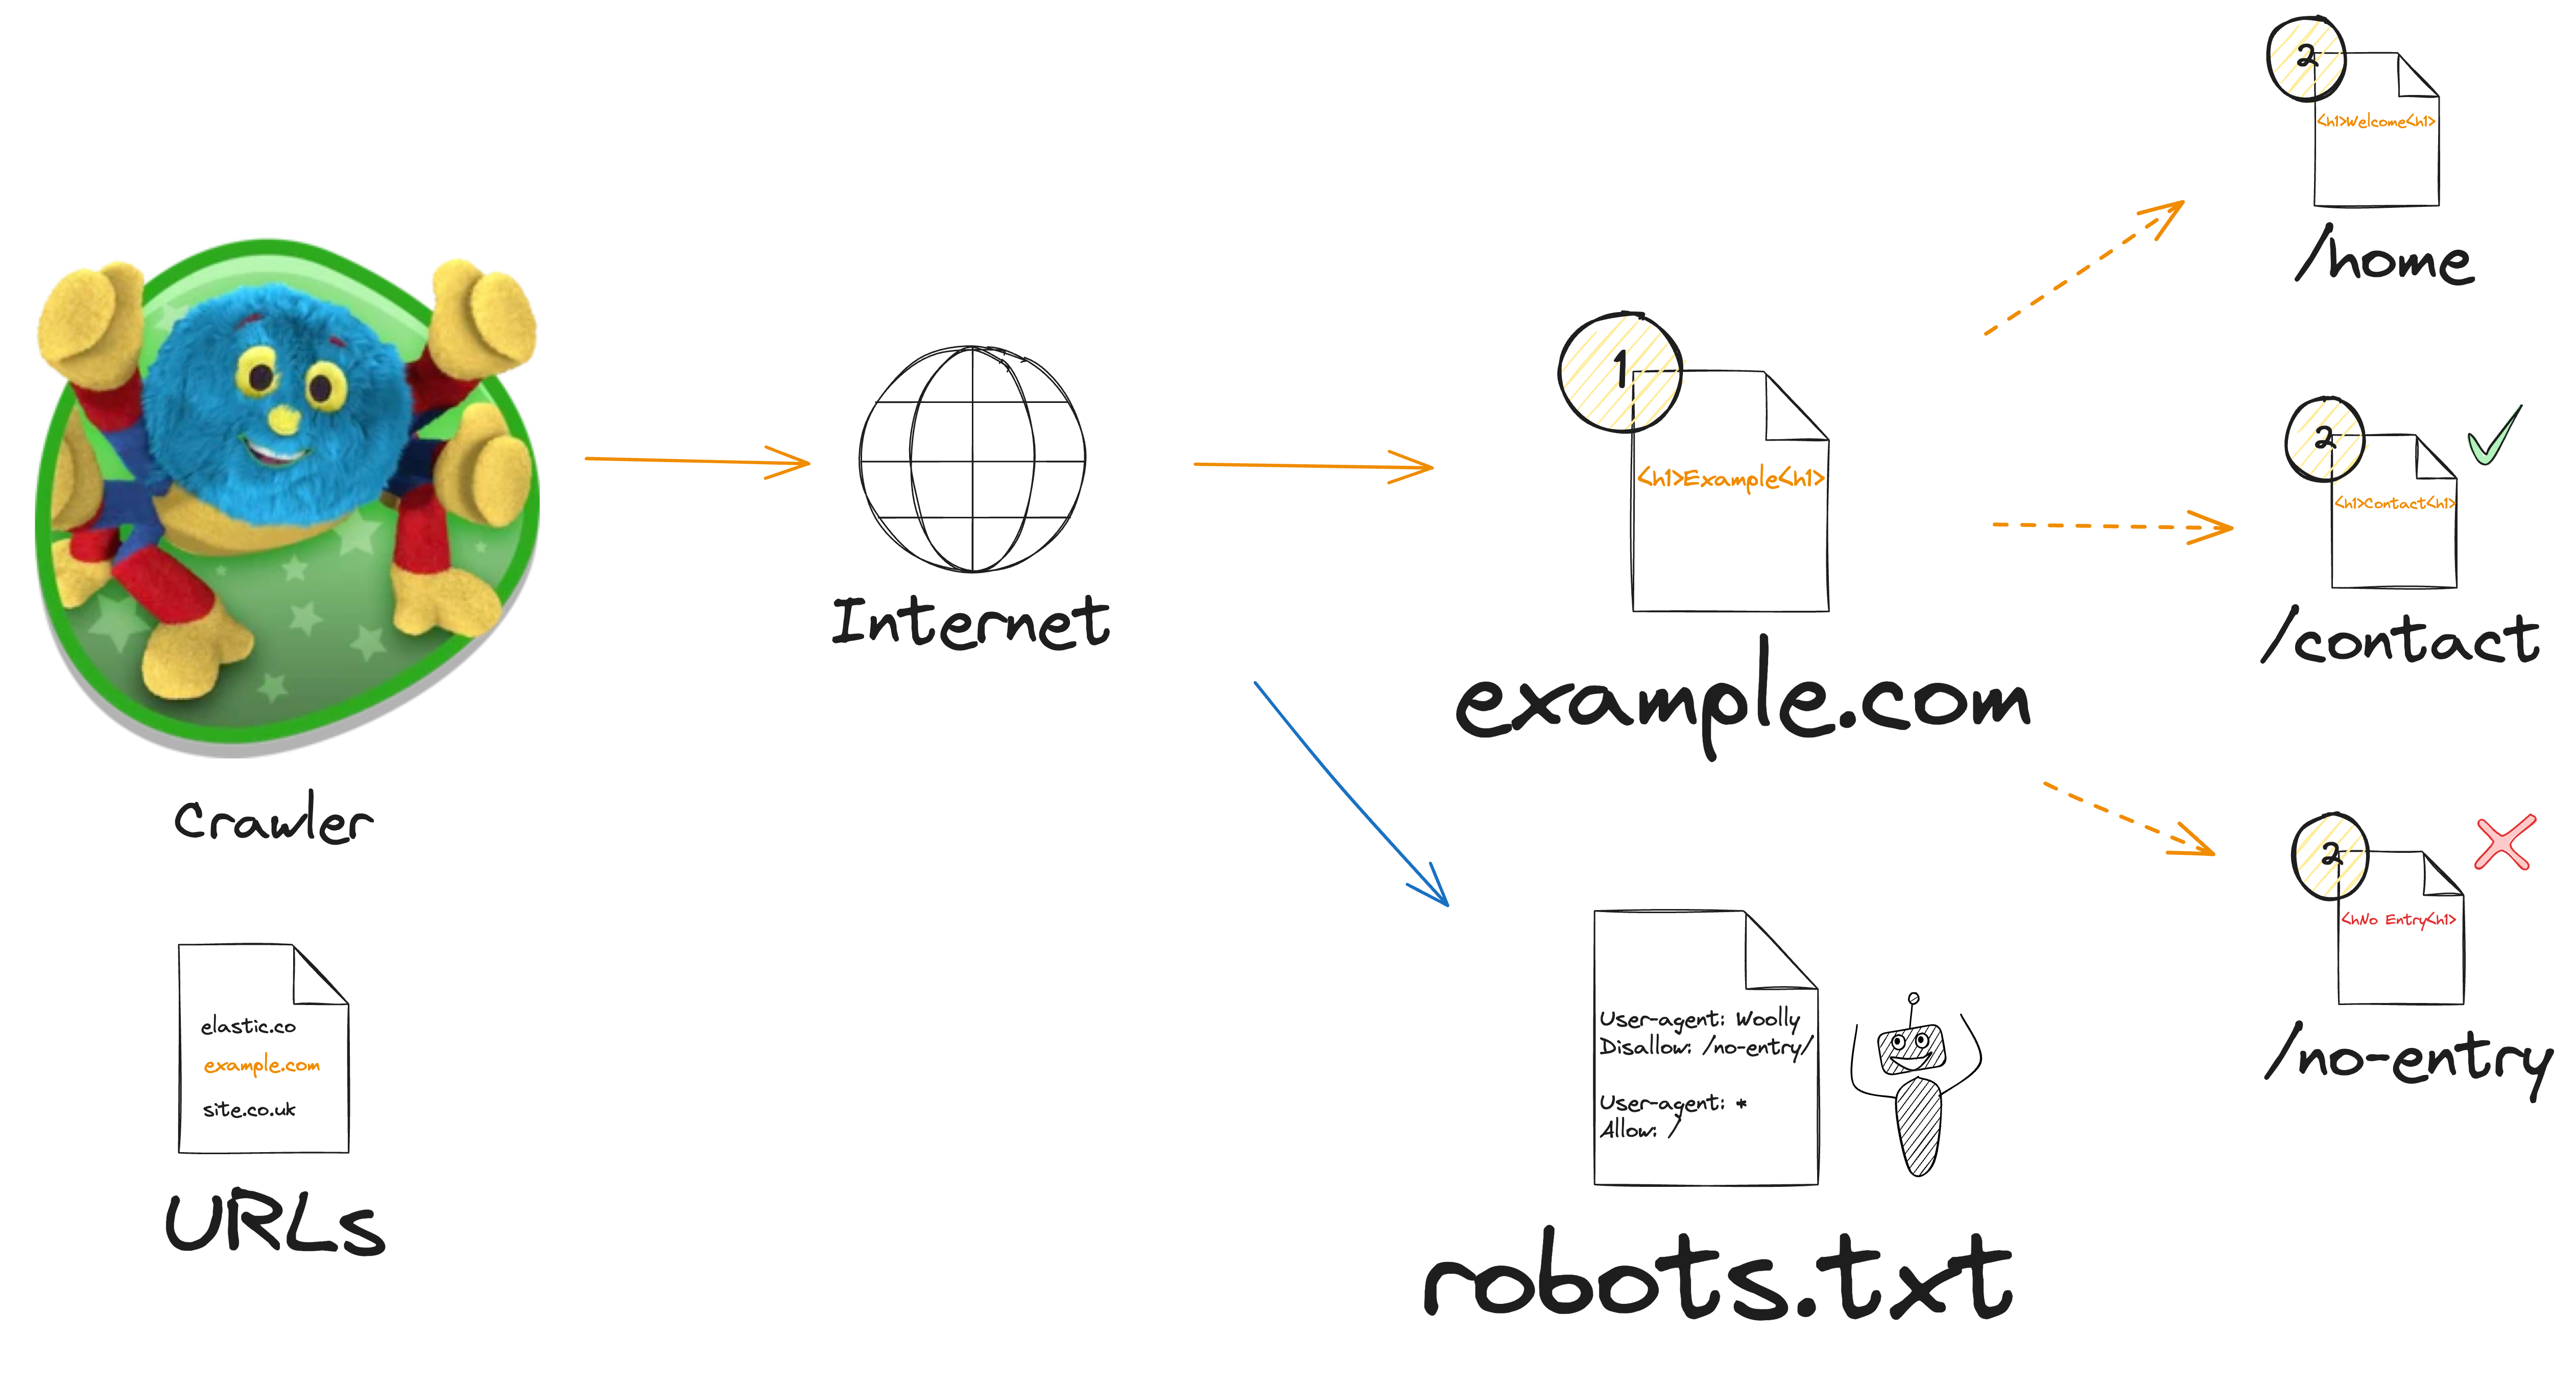 Crawler
elastic.co
example.com
site.co.uk
URLs
Internet
1
<h1>Example<h1>
example.com
User-agent: Woolly
Disallow: /no-entry/
User-agent: *
Allow: /
robots.txt
2
<h1>Welcome<h1>
/home
2
<h1>Contact<h1>
/contact
2
<hNo Entry<h1>
/no-entry